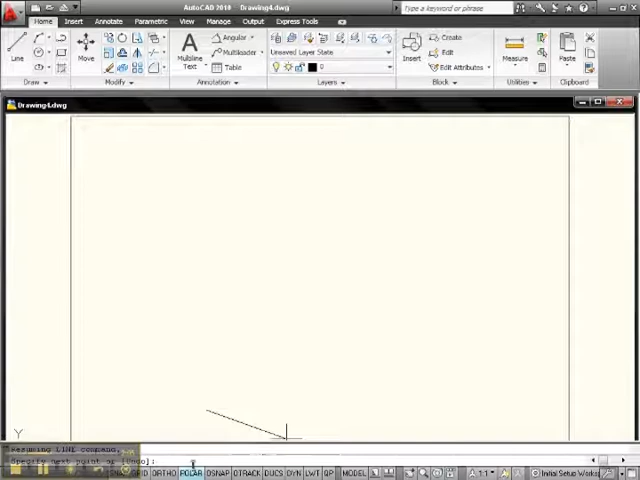 AutoCAD 2010 Drawing4.dwg
Type a keyword or phrase
Home Insert Annotate Parametric View Manage Output Express Tools
Line
Move
Multiline
Text
Angular
Multileader
Table
Unsaved Layer State
0
Insert
Create
Edit
Edit Attributes
Measure
Paste
Draw Modify Annotation Layers Block Utilities Clipboard
Drawing4.dwg
Y
Resuming LINE command.
Specify next point or [Undo]:
SNAP GRID ORTHO POLAR OSNAP OTRACK DUCS DYN LWT QP MODEL 1:1 Initial Setup Workspace